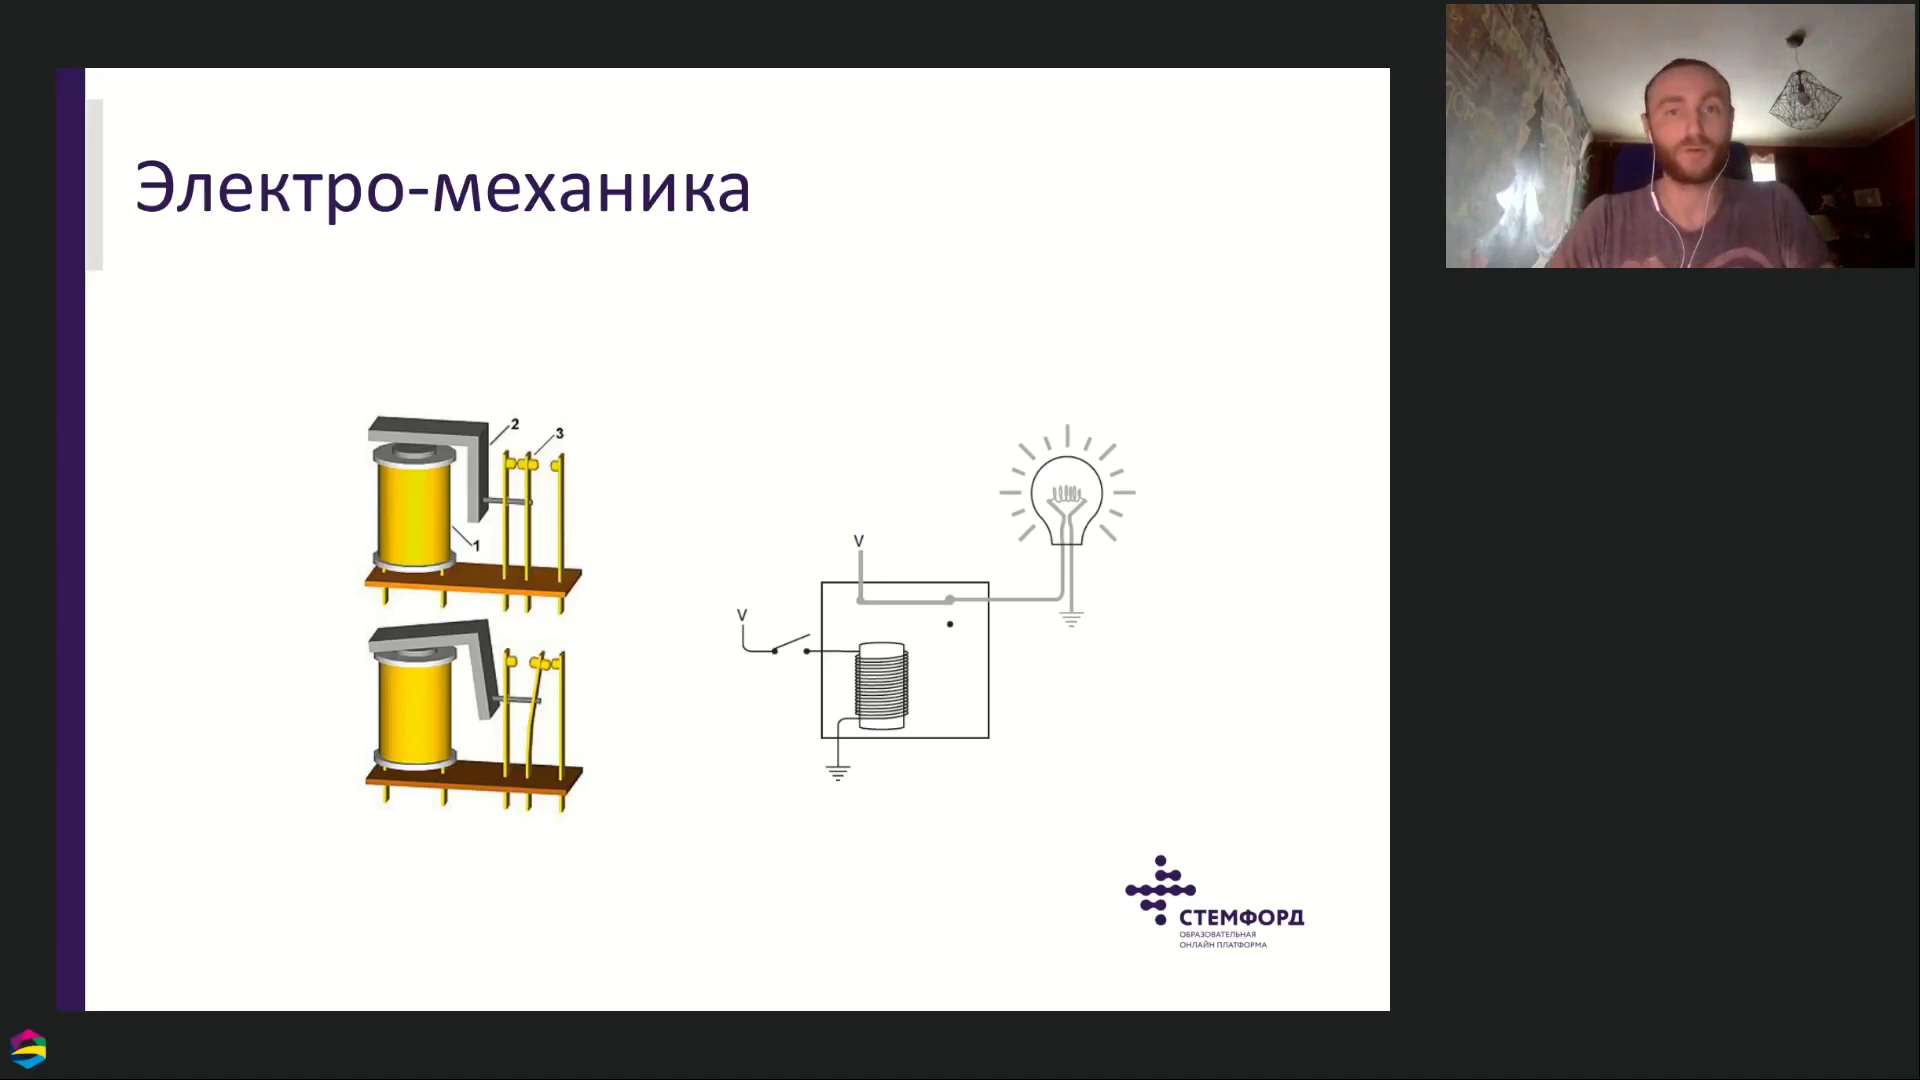 Электро-механика
2
3
1
V
V
СТЕМФОРД
ОБРАЗОВАТЕЛЬНАЯ
ОНЛАЙН ПЛАТФОРМА